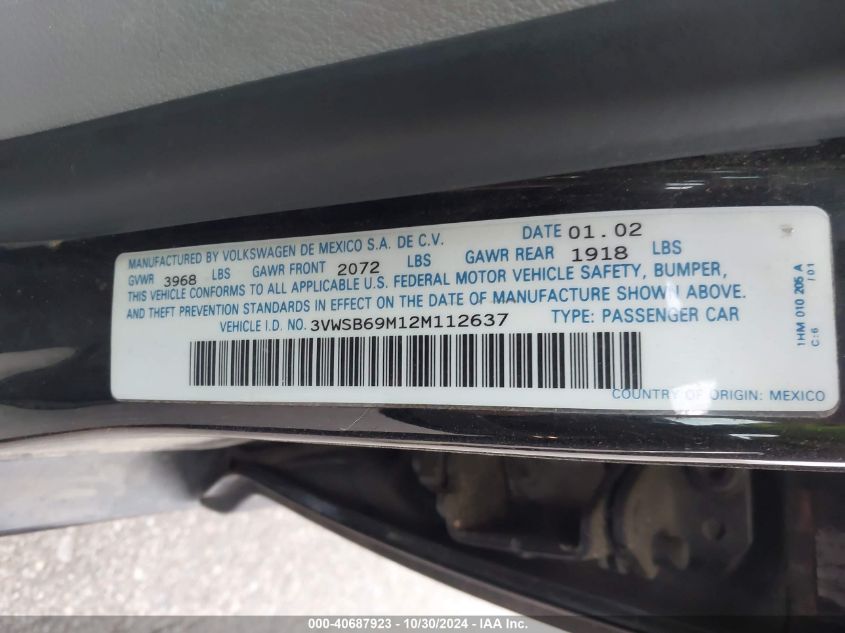 MANUFACTURED BY VOLKSWAGEN DE MEXICO S.A. DE C.V. DATE 01.02
GVWR 3968 LBS GAWR FRONT 2072 LBS GAWR REAR 1918 LBS
THIS VEHICLE CONFORMS TO ALL APPLICABLE U.S. FEDERAL MOTOR VEHICLE SAFETY, BUMPER,
AND THEFT PREVENTION STANDARDS IN EFFECT ON THE DATE OF MANUFACTURE SHOWN ABOVE.
VEHICLE I.D. NO. 3VWSB69M12M112637 TYPE: PASSENGER CAR
COUNTRY OF ORIGIN: MEXICO
1HM 010 205 A
C:6 /01
000-40687923 - 10/30/2024 - IAA Inc.